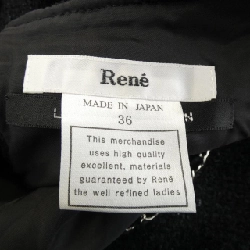 René
MADE IN JAPAN
36
This merchandise
uses high quality
excellent, materials
guaranteed by René
the well refined ladies